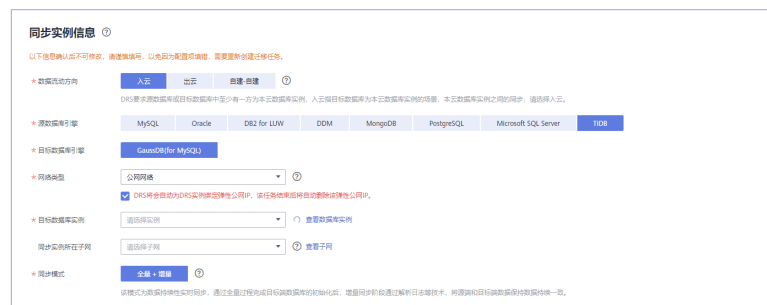 同步实例信息 ?
以下信息确认后不可修改，请谨慎填写，以免因为配置项填错，需要重新创建迁移任务。
* 数据流动方向 入云 出云 自建-自建 ?
DRS要求源数据库或目标数据库中至少有一方为本云数据库实例，入云指目标数据库为本云数据库实例的场景，本云数据库实例之间的同步，请选择入云。
* 源数据库引擎 MySQL Oracle DB2 for LUW DDM MongoDB PostgreSQL Microsoft SQL Server TiDB
* 目标数据库引擎 GaussDB(for MySQL)
* 网络类型 公网网络 ?
DRS将会自动为DRS实例绑定弹性公网IP，该任务结束后将自动删除该弹性公网IP。
* 目标数据库实例 请选择实例 查看数据库实例
同步实例所在子网 请选择子网 ? 查看子网
* 同步模式 全量 + 增量 ?
该模式为数据持续性实时同步，通过全量过程完成目标端数据库的初始化后，增量同步阶段通过解析日志等技术，将源端和目标端数据保持数据持续一致。